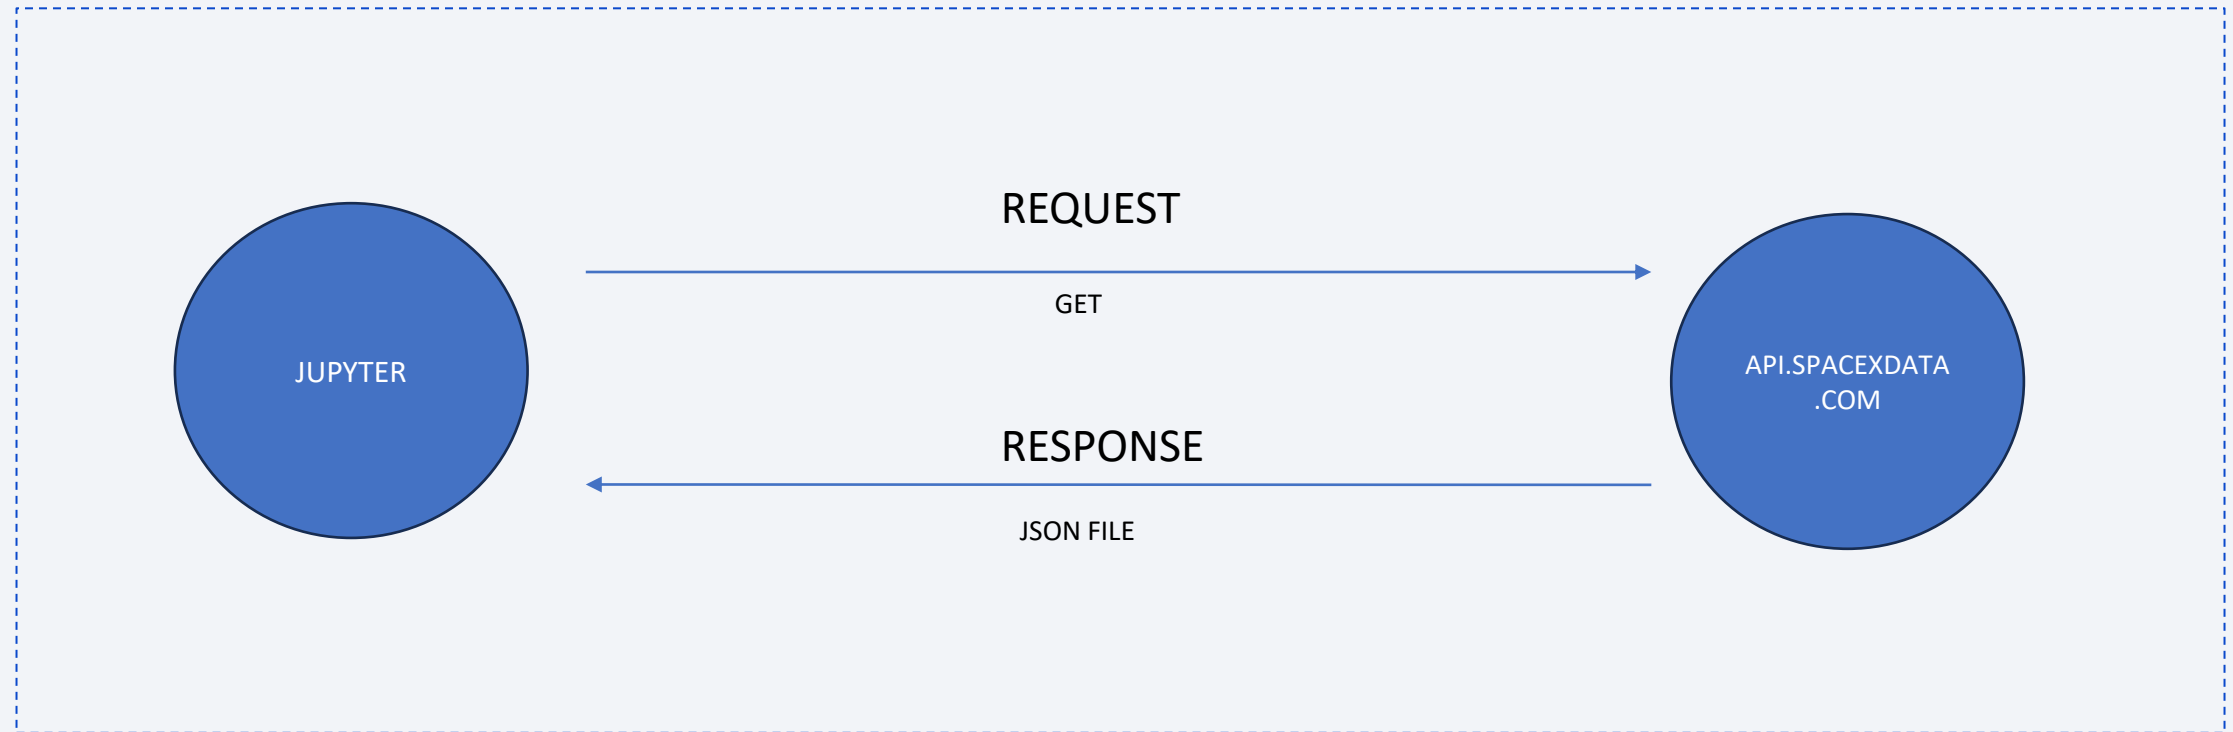 REQUEST
GET
JUPYTER
API.SPACEXDATA
.COM
RESPONSE
JSON FILE